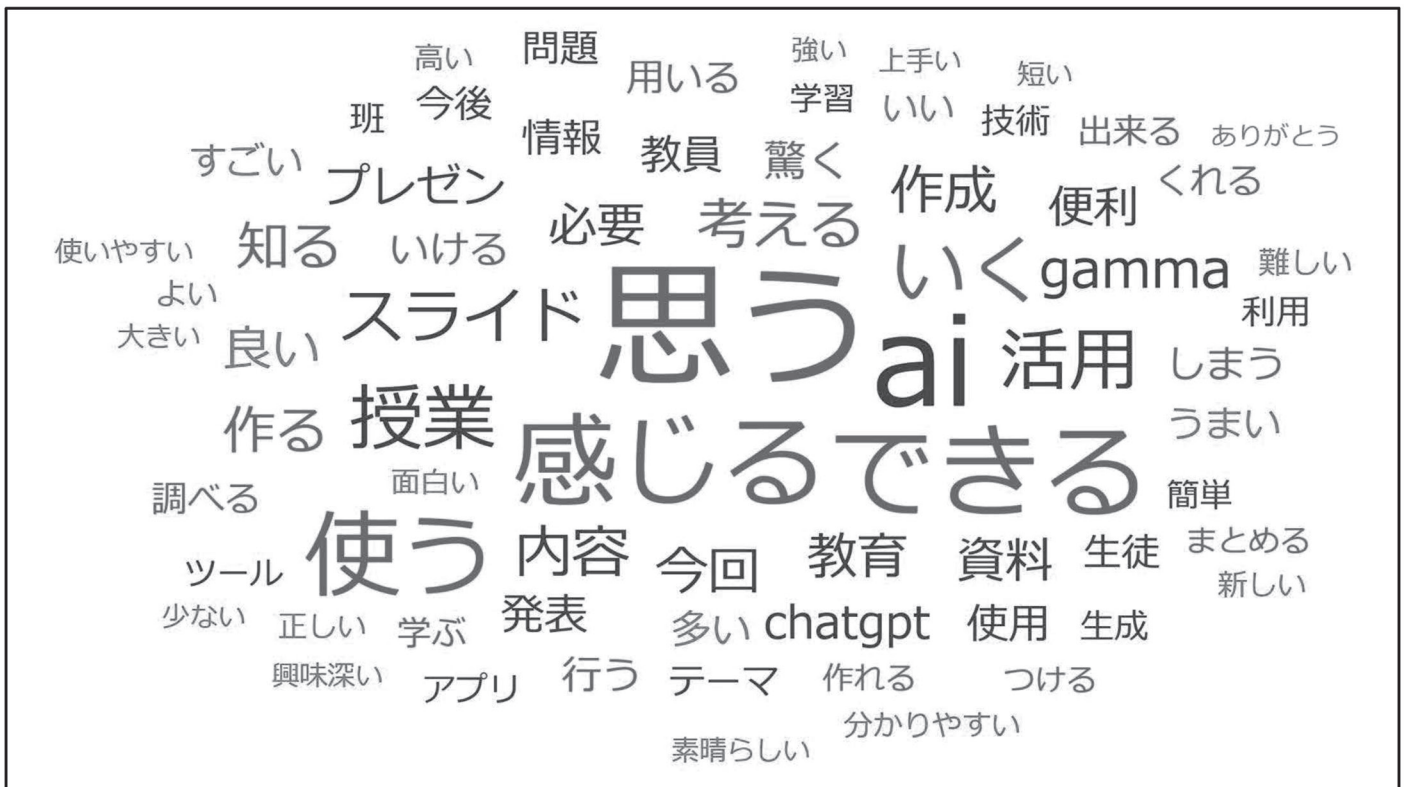 高い 問題 強い 上手い 短い
用いる
今後 学習 いい 技術 出来る ありがとう
班 情報 教員 驚く
すごい プレゼン 作成 便利 くれる
必要 考える
使いやすい 知る いける いく gamma 難しい
よい スライド 思う 利用
大きい 良い ai 活用 しまう
作る 授業 感じる できる うまい
調べる 面白い 簡単
ツール 使う 内容 今回 教育 資料 生徒 まとめる
新しい
少ない 正しい 学ぶ 発表 多い chatgpt 使用 生成
興味深い アプリ 行う テーマ 作れる つける
分かりやすい
素晴らしい